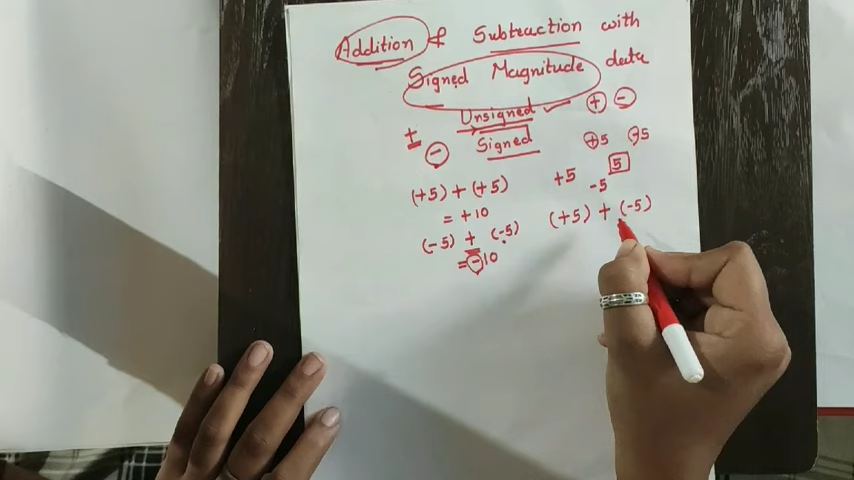 Addition & Subtraction with
Signed Magnitude data
Unsigned ✓ + -
± Signed +5 -5
- 5
+5 -5
(+5) + (+5)
= +10
(-5) + (-5)
= -10
(+5) + (-5)